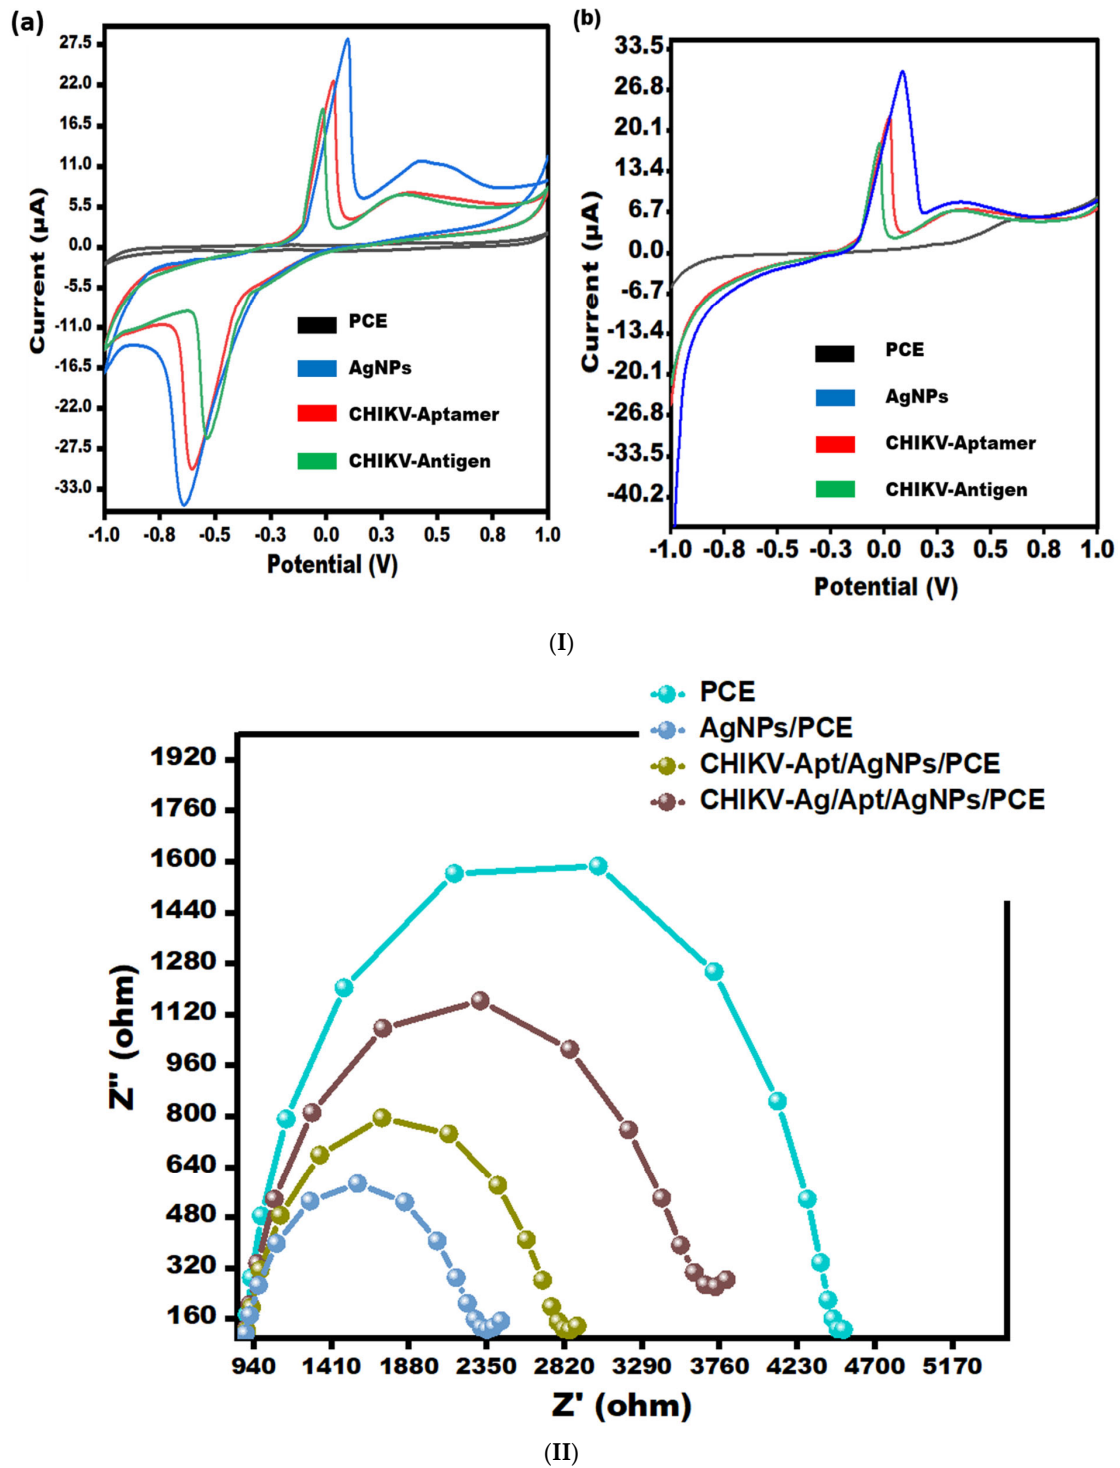 (a)
27.5
22.0
16.5
11.0
5.5
0.0
-5.5
-11.0
-16.5
-22.0
-27.5
-33.0
Current (µA)
PCE
AgNPs
CHIKV-Aptamer
CHIKV-Antigen
-1.0 -0.8 -0.5 -0.3 0.0 0.3 0.5 0.8 1.0
Potential (V)
(b)
33.5
26.8
20.1
13.4
6.7
0.0
-6.7
-13.4
-20.1
-26.8
-33.5
-40.2
Current (µA)
PCE
AgNPs
CHIKV-Aptamer
CHIKV-Antigen
-1.0 -0.8 -0.5 -0.3 0.0 0.3 0.5 0.8 1.0
Potential (V)
(I)
PCE
AgNPs/PCE
CHIKV-Apt/AgNPs/PCE
CHIKV-Ag/Apt/AgNPs/PCE
1920
1760
1600
1440
1280
1120
960
800
640
480
320
160
Z'' (ohm)
940 1410 1880 2350 2820 3290 3760 4230 4700 5170
Z' (ohm)
(II)